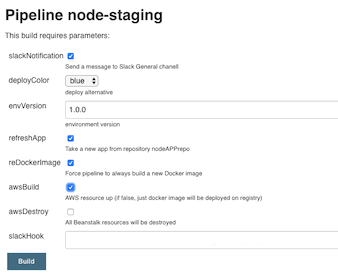 Pipeline node-staging
This build requires parameters:
slackNotification
Send a message to Slack General chanell
deployColor blue
deploy alternative
envVersion 1.0.0
environment version
refreshApp
Take a new app from repository nodeAPPrepo
reDockerImage
Force pipeline to always build a new Docker image
awsBuild
AWS resource up (if false, just docker image will be deployed on registry)
awsDestroy
All Beanstalk resources will be destroyed
slackHook
Build